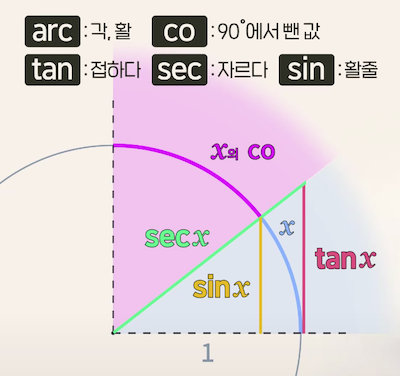 arc : 각, 활 co : 90°에서 뺀 값
tan : 접하다 sec : 자르다 sin : 활줄
x의 co
sec x
x
tan x
sin x
1